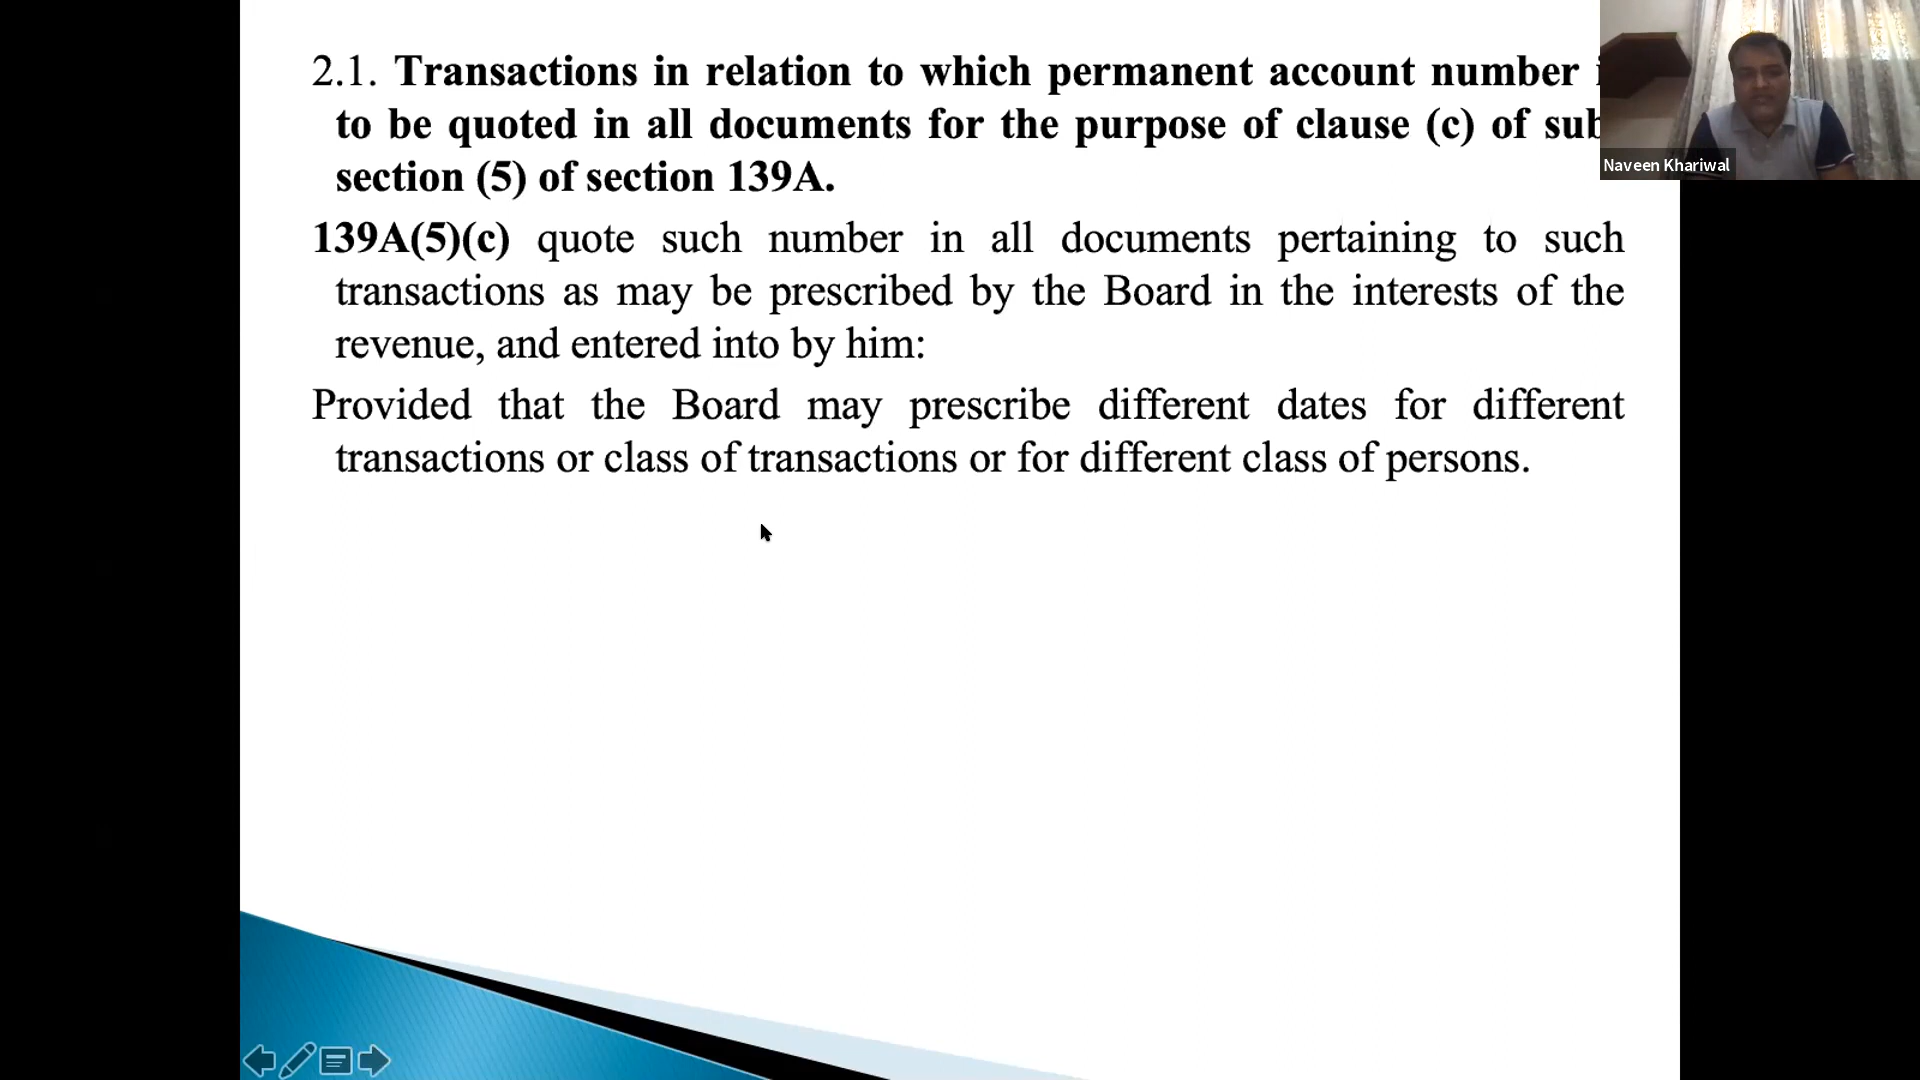 2.1. Transactions in relation to which permanent account number
to be quoted in all documents for the purpose of clause (c) of sub
section (5) of section 139A.
139A(5)(c) quote such number in all documents pertaining to such
transactions as may be prescribed by the Board in the interests of the
revenue, and entered into by him:
Provided that the Board may prescribe different dates for different
transactions or class of transactions or for different class of persons.
Naveen Khariwal